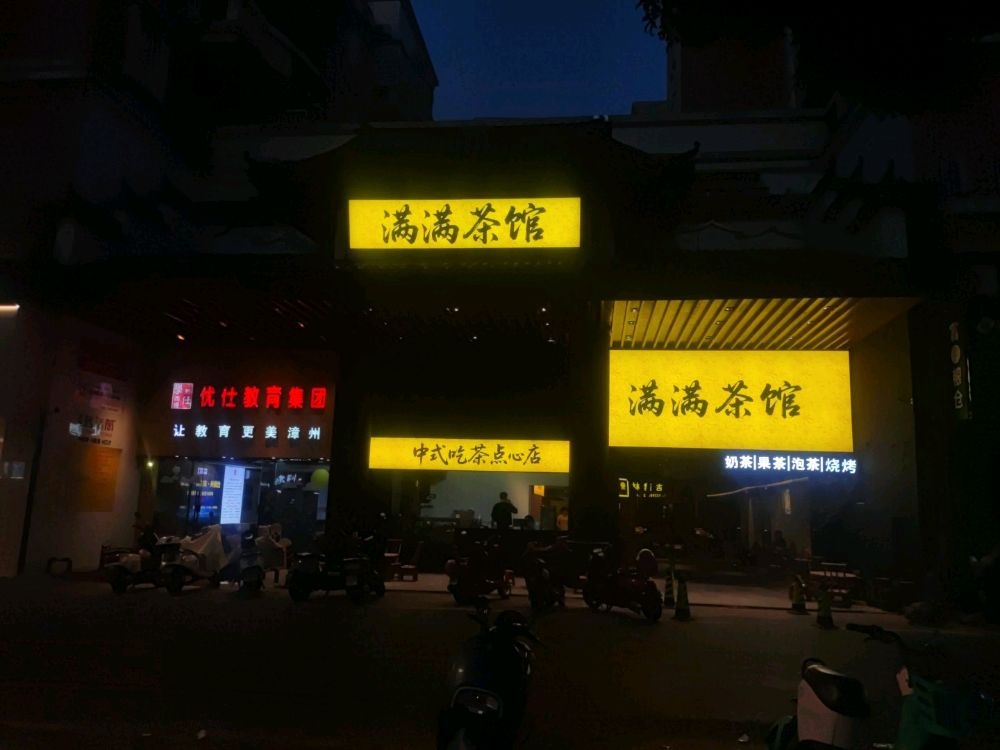 满满茶馆
优仕教育集团
让教育更美漳州
中式吃茶点心店
满满茶馆
奶茶|果茶|泡茶|烧烤